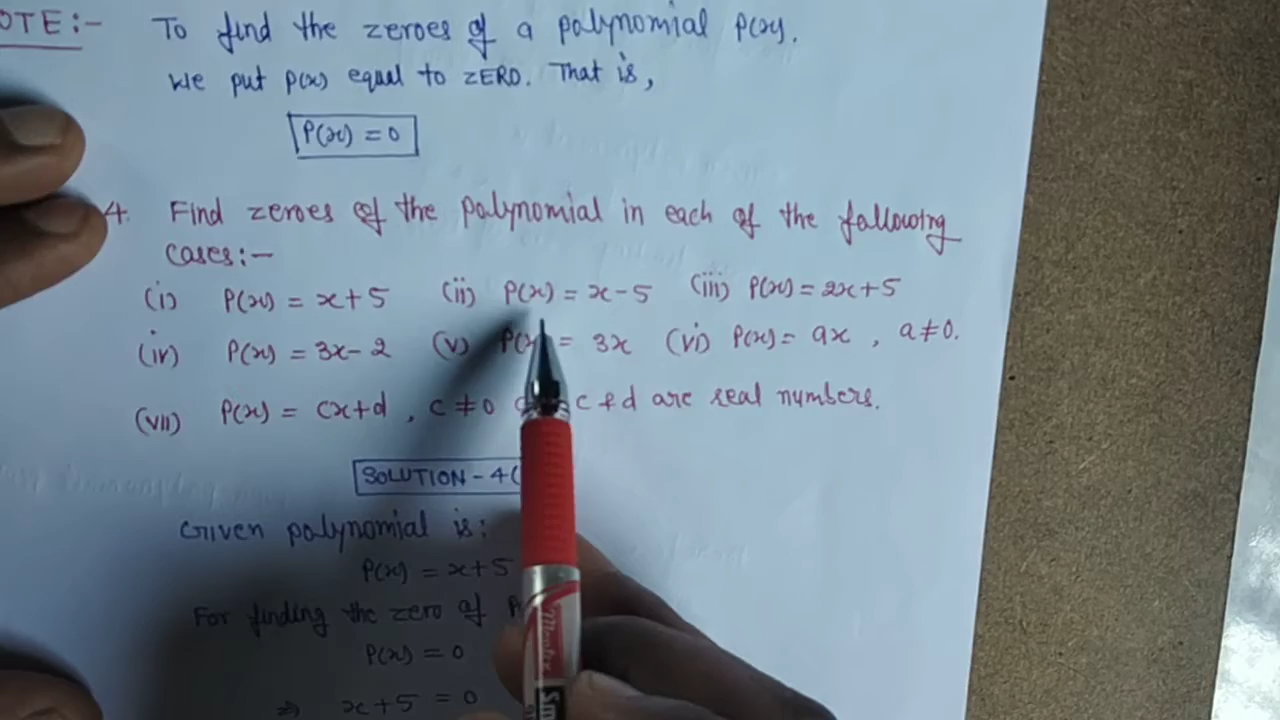 OTE:- To find the zeroes of a polynomial P(x).
We put P(x) equal to ZERO. That is,
P(x) = 0
4. Find zeroes of the polynomial in each of the following
cases:-
(i) P(x) = x+5 (ii) P(x) = x-5 (iii) P(x) = 2x+5
(iv) P(x) = 3x-2 (v) P(x) = 3x (vi) P(x) = ax, a≠0.
(vii) P(x) = cx+d, c≠0 c & d are real numbers.
SOLUTION-4(
Given polynomial is:
P(x) = x+5
For finding the zero of P
P(x) = 0
⇒ x+5 = 0